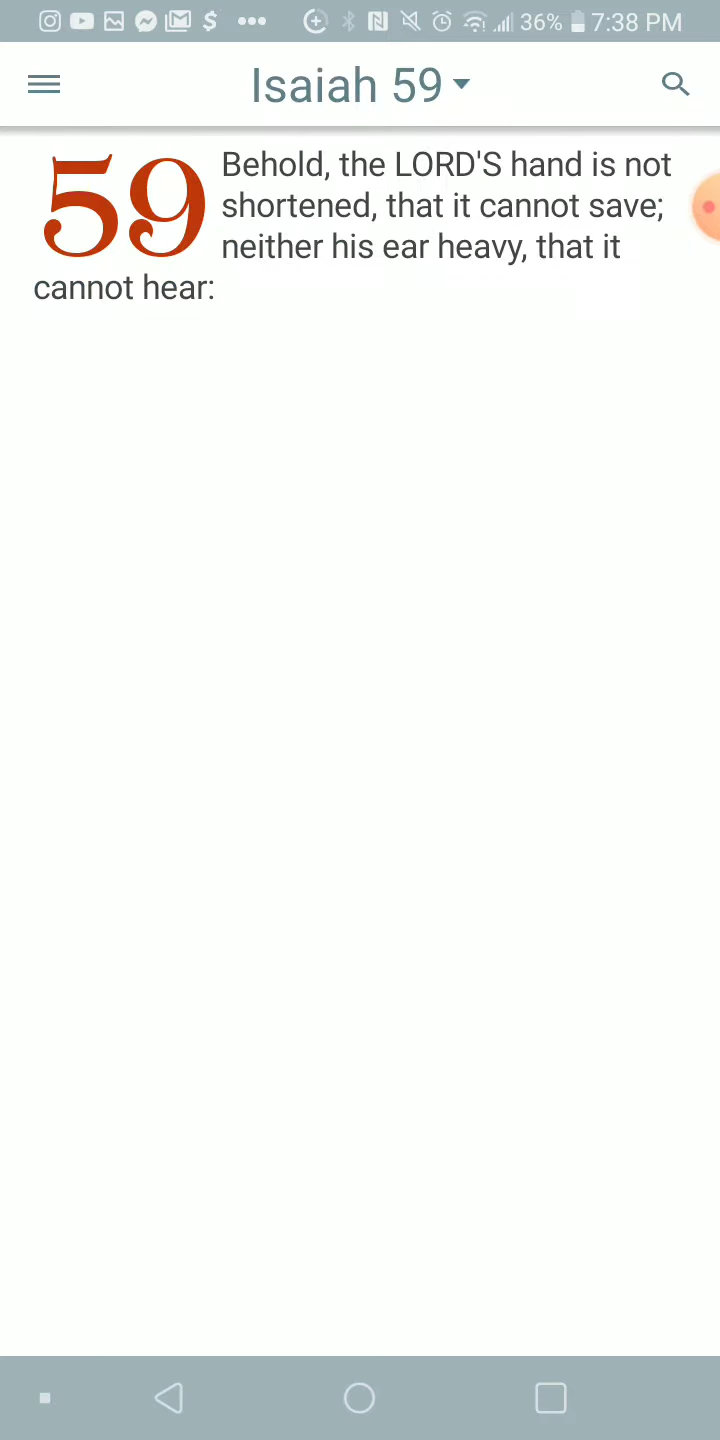 36% 7:38 PM
Isaiah 59
59 Behold, the LORD'S hand is not
shortened, that it cannot save;
neither his ear heavy, that it
cannot hear: